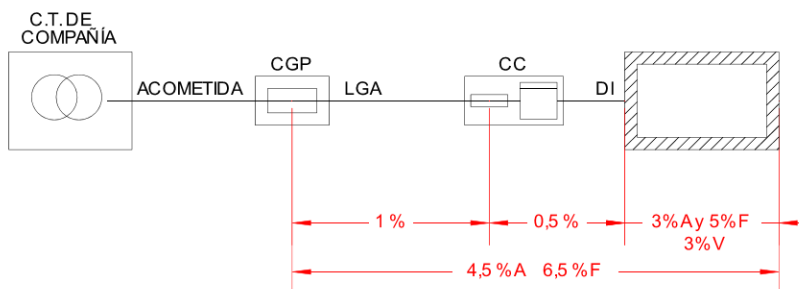 C.T. DE
COMPAÑÍA
ACOMETIDA
CGP
LGA
CC
DI
1 %
0,5 %
3%A y 5%F
3%V
4,5 %A 6,5 %F